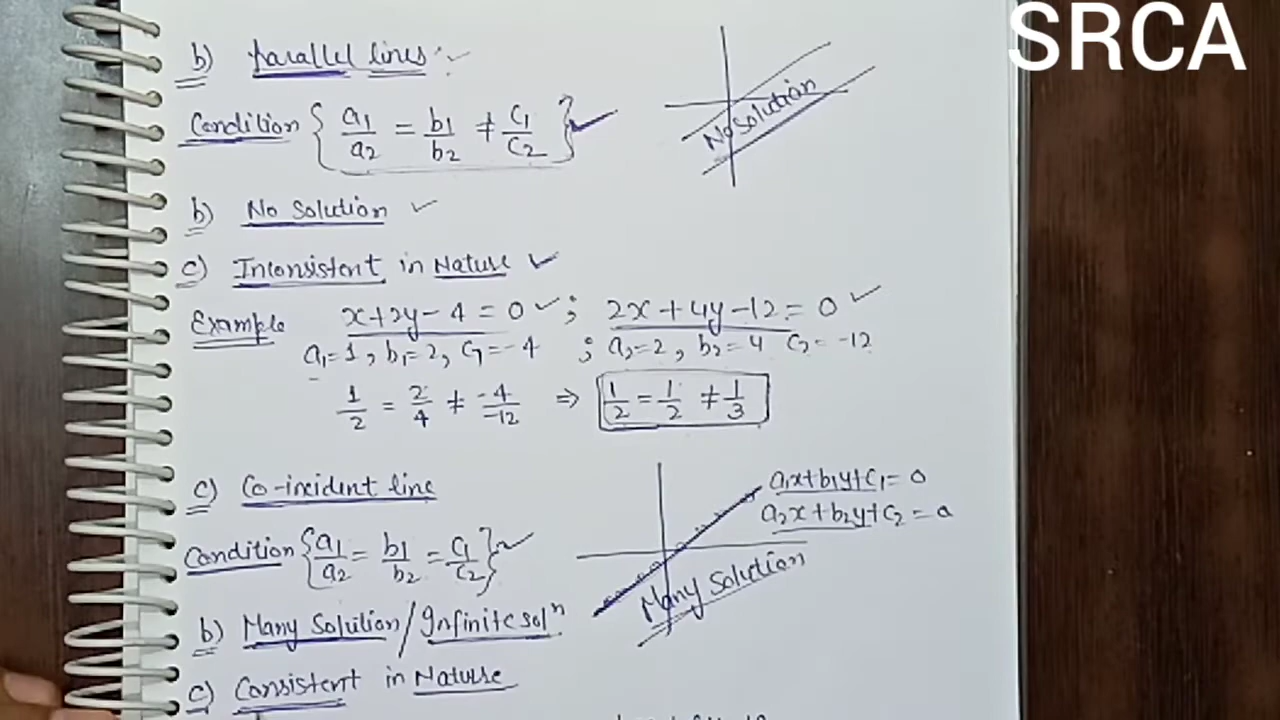 SRCA
b) Parallel lines :-
Condition { a1/a2 = b1/b2 ≠ c1/c2 } ✓
No Solution
b) No Solution ✓
c) Inconsistent in Nature ✓
Example x+2y-4=0 ✓ ; 2x+4y-12=0 ✓
a1=1, b1=2, c1=-4 ; a2=2, b2=4 c2=-12
1/2 = 2/4 ≠ -4/-12 ⇒ 1/2 = 1/2 ≠ 1/3
c) Co-incident line
a1x+b1y+c1=0
a2x+b2y+c2=a
Condition { a1/a2 = b1/b2 = c1/c2 } ✓
Many Solution
b) Many Solution / Infinite solⁿ
c) Consistent in Nature